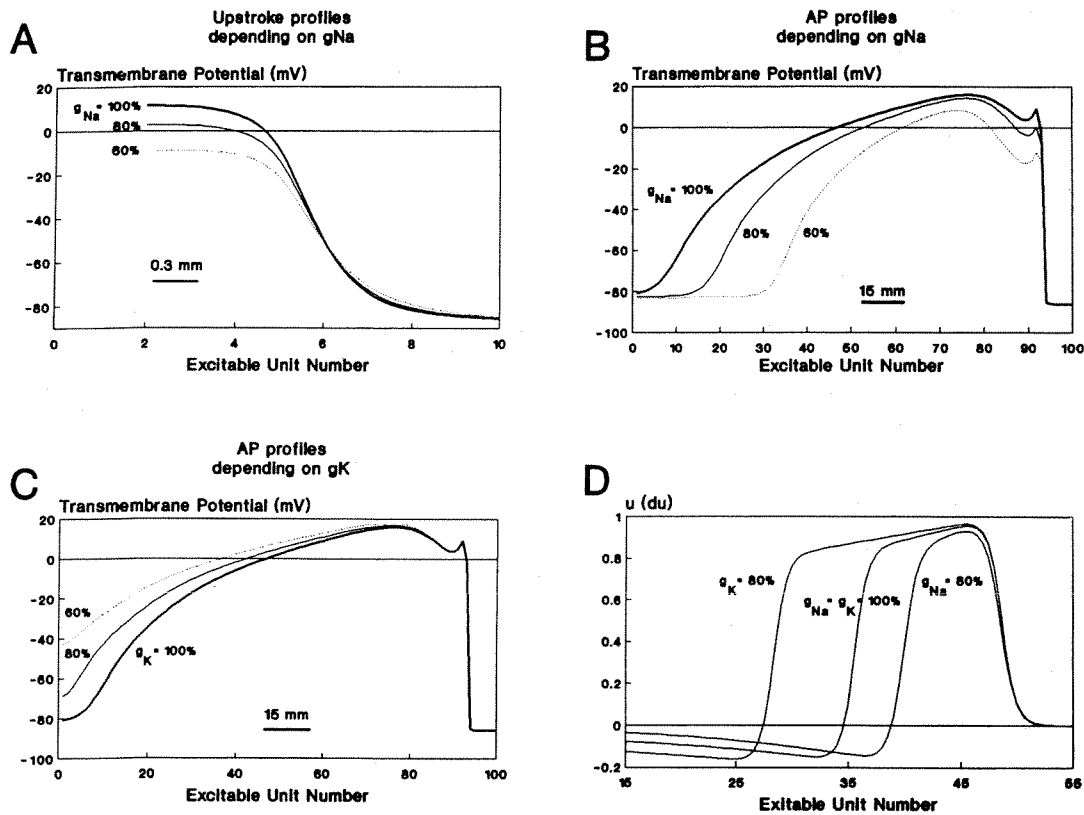 A
Upstroke profiles
depending on gNa
Transmembrane Potential (mV)
20
0
-20
-40
-60
-80
gNa= 100%
80%
60%
0.3 mm
0 2 4 6 8 10
Excitable Unit Number
B
AP profiles
depending on gNa
Transmembrane Potential (mV)
20
0
-20
-40
-60
-80
-100
gNa= 100%
80%
60%
15 mm
0 10 20 30 40 50 60 70 80 90 100
Excitable Unit Number
C
AP profiles
depending on gK
Transmembrane Potential (mV)
20
0
-20
-40
-60
-80
-100
60%
80%
gK= 100%
15 mm
0 20 40 60 80 100
Excitable Unit Number
D
u (du)
1
0.8
0.6
0.4
0.2
0
-0.2
gK= 80%
gNa= gK= 100%
gNa= 80%
15 25 35 45 55
Exitable Unit Number